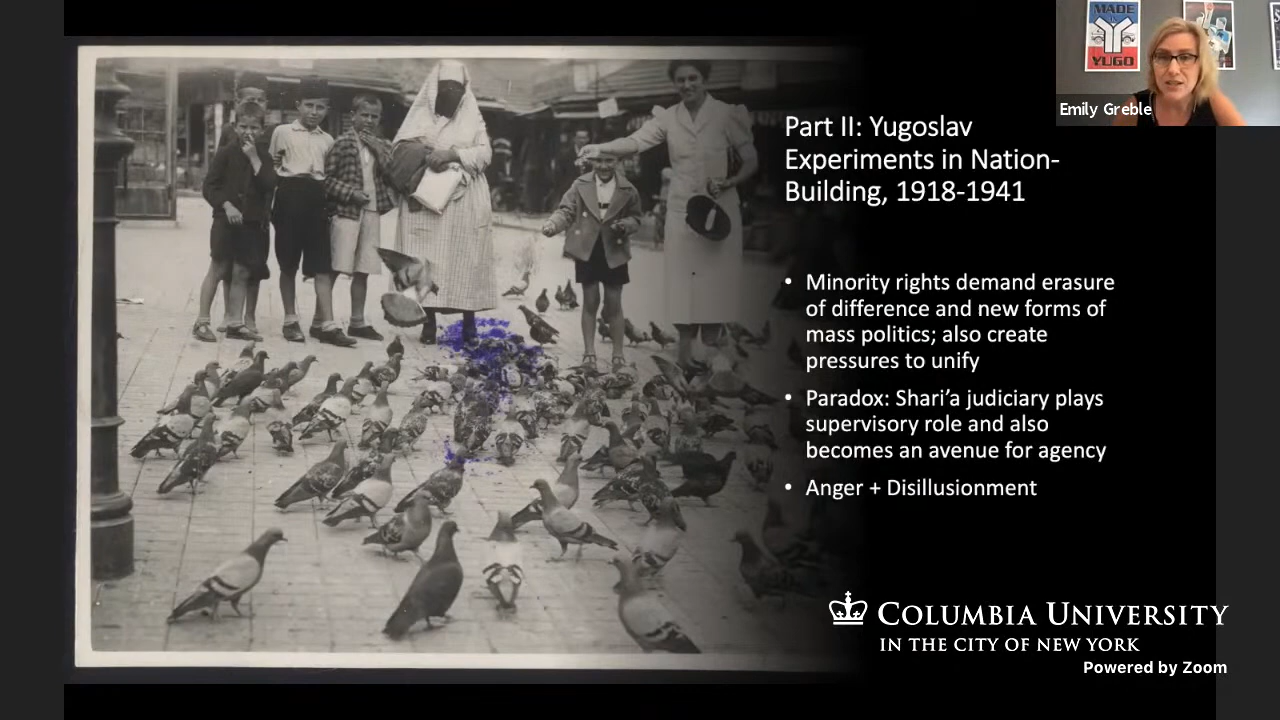 MADE
IN
YUGO
Emily Greble
Part II: Yugoslav
Experiments in Nation-
Building, 1918-1941
• Minority rights demand erasure
of difference and new forms of
mass politics; also create
pressures to unify
• Paradox: Shari’a judiciary plays
supervisory role and also
becomes an avenue for agency
• Anger + Disillusionment
COLUMBIA UNIVERSITY
IN THE CITY OF NEW YORK
Powered by Zoom